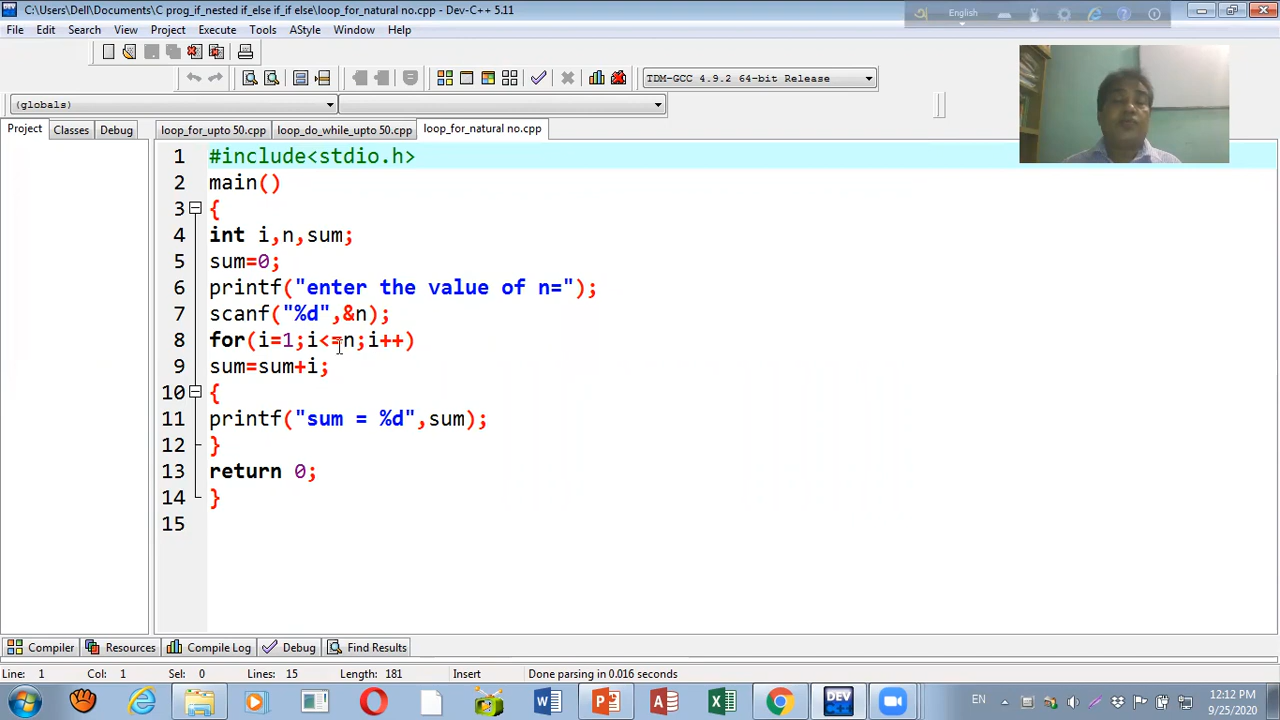 C:\Users\Dell\Documents\C prog_if_nested if_else if_if else\loop_for_natural no.cpp - Dev-C++ 5.11
English
File Edit Search View Project Execute Tools AStyle Window Help
TDM-GCC 4.9.2 64-bit Release
(globals)
Project Classes Debug loop_for_upto 50.cpp loop_do_while_upto 50.cpp loop_for_natural no.cpp
1 #include<stdio.h>
2 main()
3 {
4 int i,n,sum;
5 sum=0;
6 printf("enter the value of n=");
7 scanf("%d",&n);
8 for(i=1;i<=n;i++)
9 sum=sum+i;
10 {
11 printf("sum = %d",sum);
12 }
13 return 0;
14 }
15
Compiler Resources Compile Log Debug Find Results
Line: 1 Col: 1 Sel: 0 Lines: 15 Length: 181 Insert Done parsing in 0.016 seconds
DEV EN 12:12 PM
9/25/2020